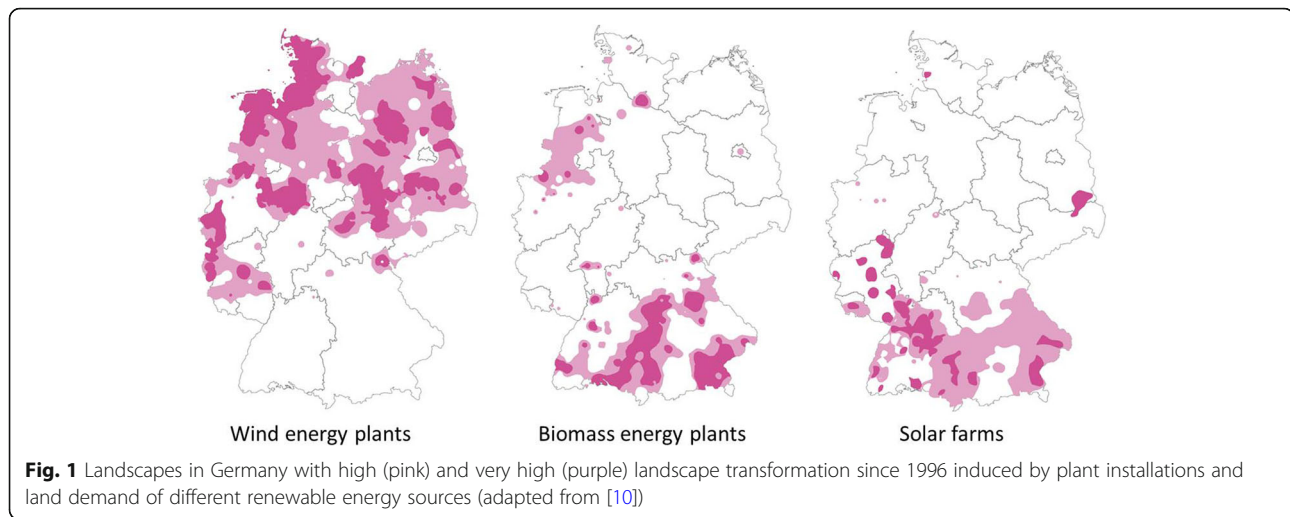 Wind energy plants
Biomass energy plants
Solar farms
Fig. 1 Landscapes in Germany with high (pink) and very high (purple) landscape transformation since 1996 induced by plant installations and
land demand of different renewable energy sources (adapted from [10])